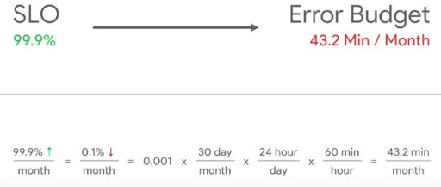 SLO → Error Budget
99.9% 43.2 Min / Month
99.9% ↑ / month = 0.1% ↓ / month = 0.001 x 30 day / month x 24 hour / day x 60 min / hour = 43.2 min / month